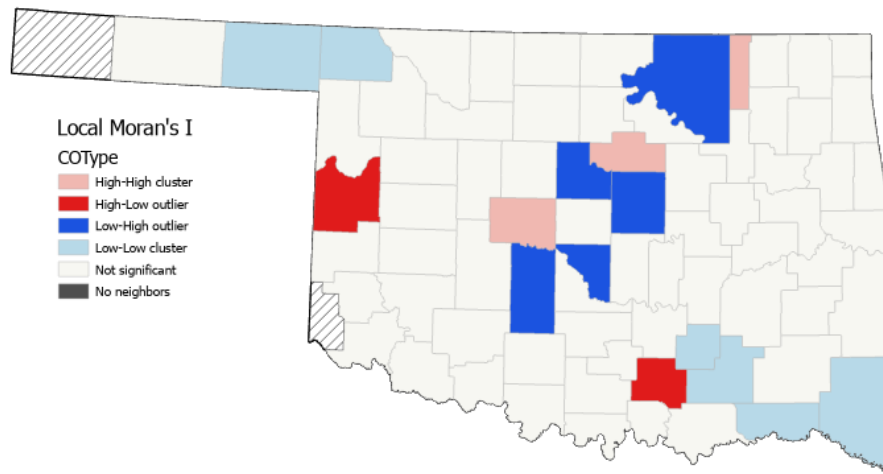 Local Moran's I
COType
High-High cluster
High-Low outlier
Low-High outlier
Low-Low cluster
Not significant
No neighbors